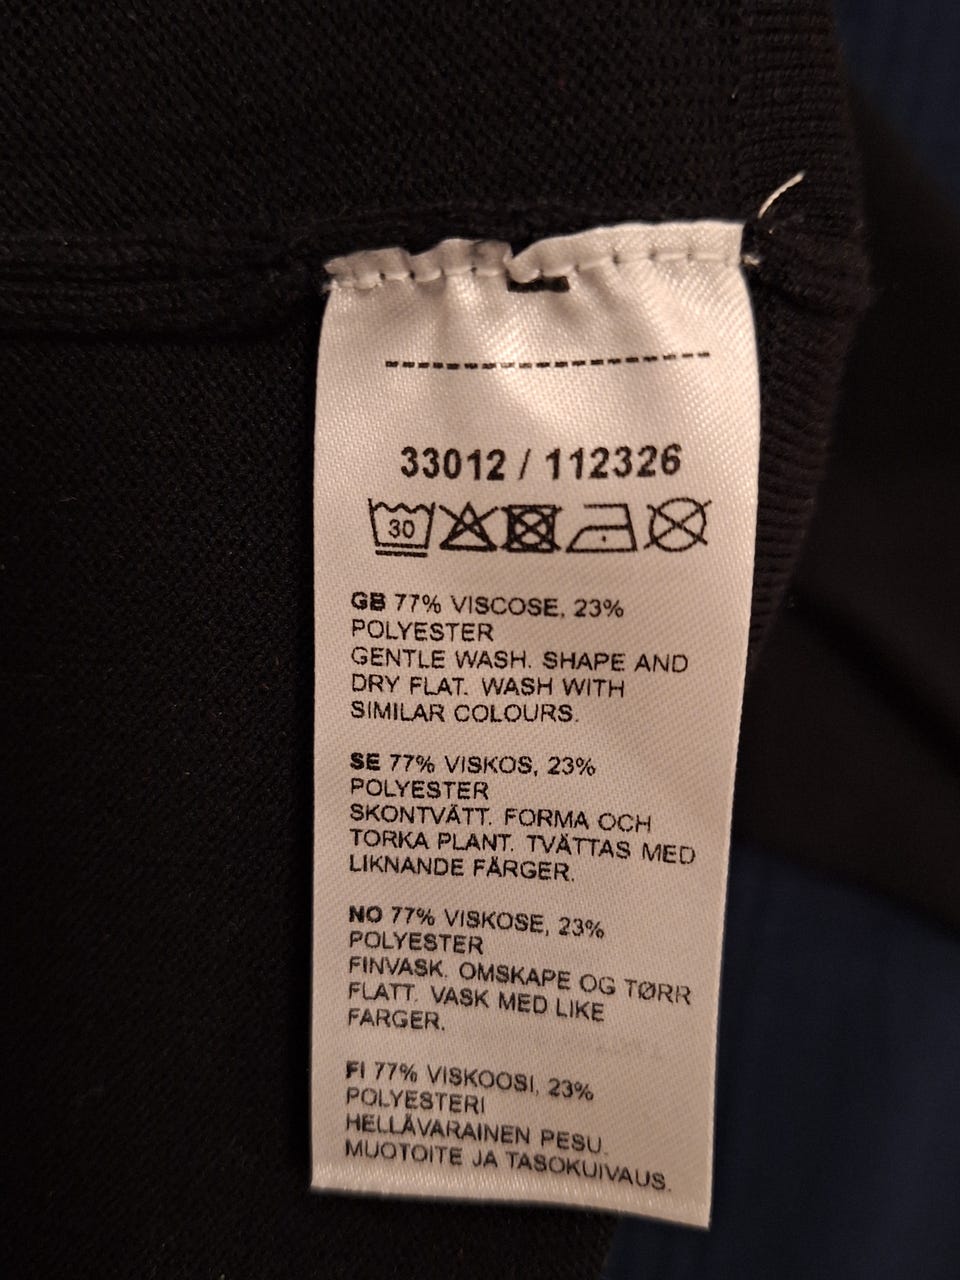 33012 / 112326
30
GB 77% VISCOSE, 23%
POLYESTER
GENTLE WASH. SHAPE AND
DRY FLAT. WASH WITH
SIMILAR COLOURS.
SE 77% VISKOS, 23%
POLYESTER
SKONTVÄTT. FORMA OCH
TORKA PLANT. TVÄTTAS MED
LIKNANDE FÄRGER.
NO 77% VISKOSE, 23%
POLYESTER
FINVASK. OMSKAPE OG TØRR
FLATT. VASK MED LIKE
FARGER.
FI 77% VISKOOSI, 23%
POLYESTERI
HELLÄVARAINEN PESU.
MUOTOITE JA TASOKUIVAUS.